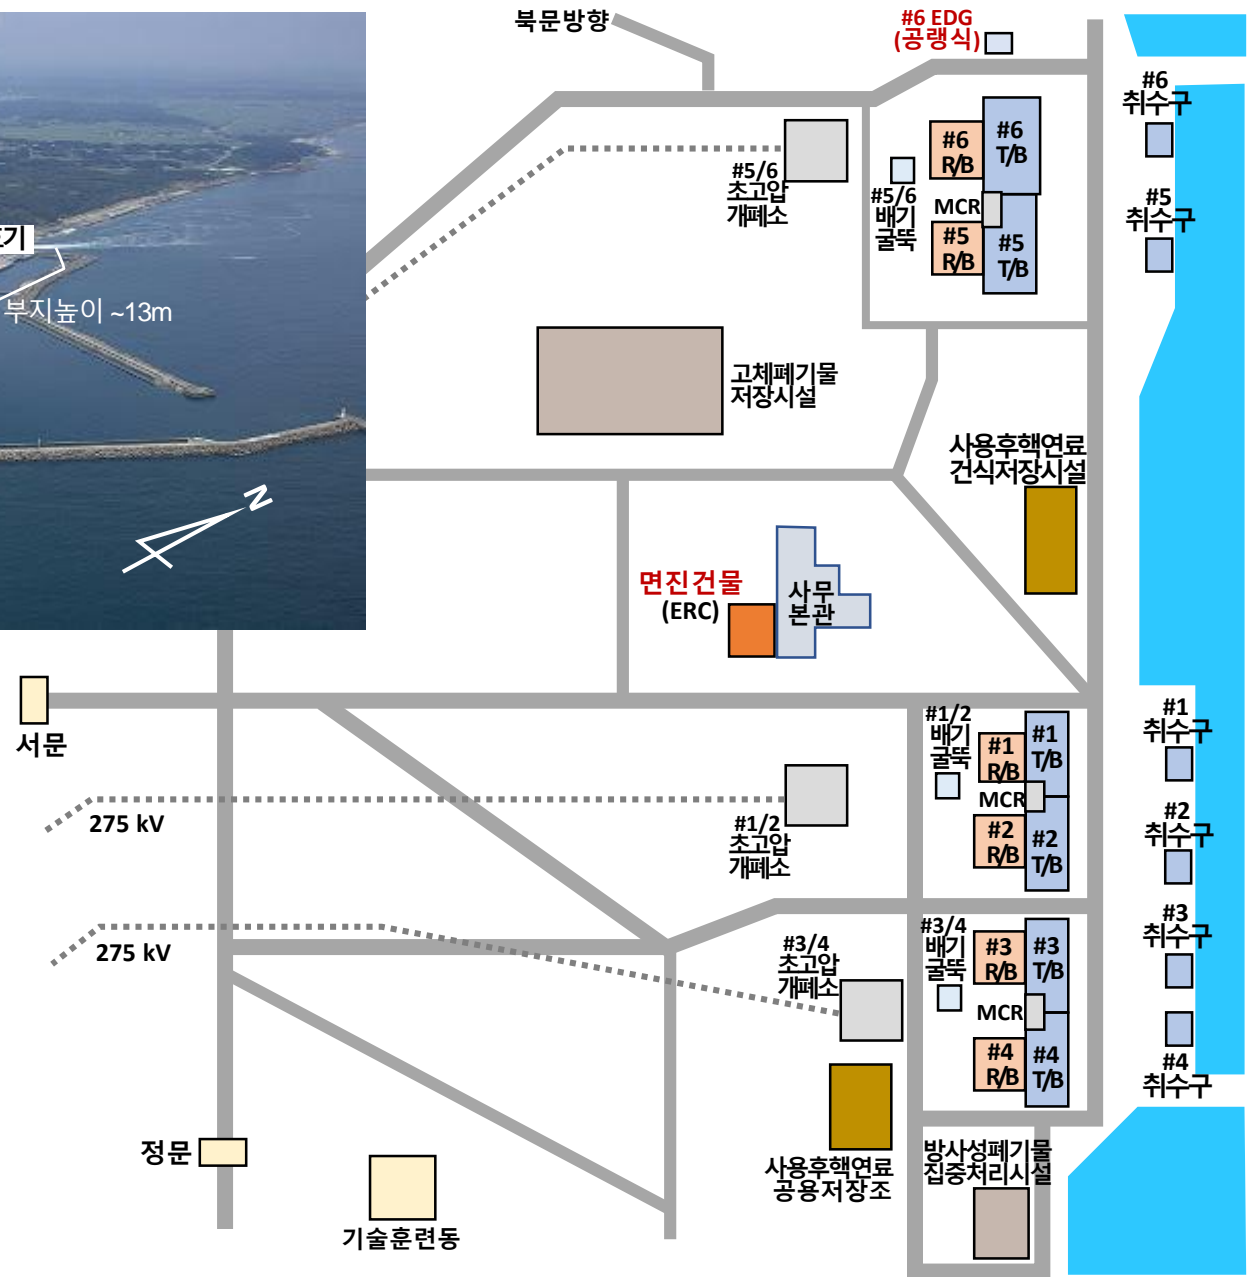 북문방향
#6 EDG
(공랭식)
#6
취수구
#6
R/B
#6
T/B
#5/6
초고압
개폐소
#5/6
배기
굴뚝
MCR
#5
R/B
#5
T/B
#5
취수구
부지높이 ~13m
N
고체폐기물
저장시설
사용후핵연료
건식저장시설
면진건물
(ERC)
사무
본관
서문
#1/2
배기
굴뚝
#1
R/B
#1
T/B
MCR
#2
R/B
#2
T/B
#1
취수구
275 kV
#1/2
초고압
개폐소
#2
취수구
275 kV
#3/4
초고압
개폐소
#3/4
배기
굴뚝
#3
R/B
#3
T/B
MCR
#4
R/B
#4
T/B
#3
취수구
#4
취수구
정문
기술훈련동
사용후핵연료
공용저장조
방사성폐기물
집중처리시설